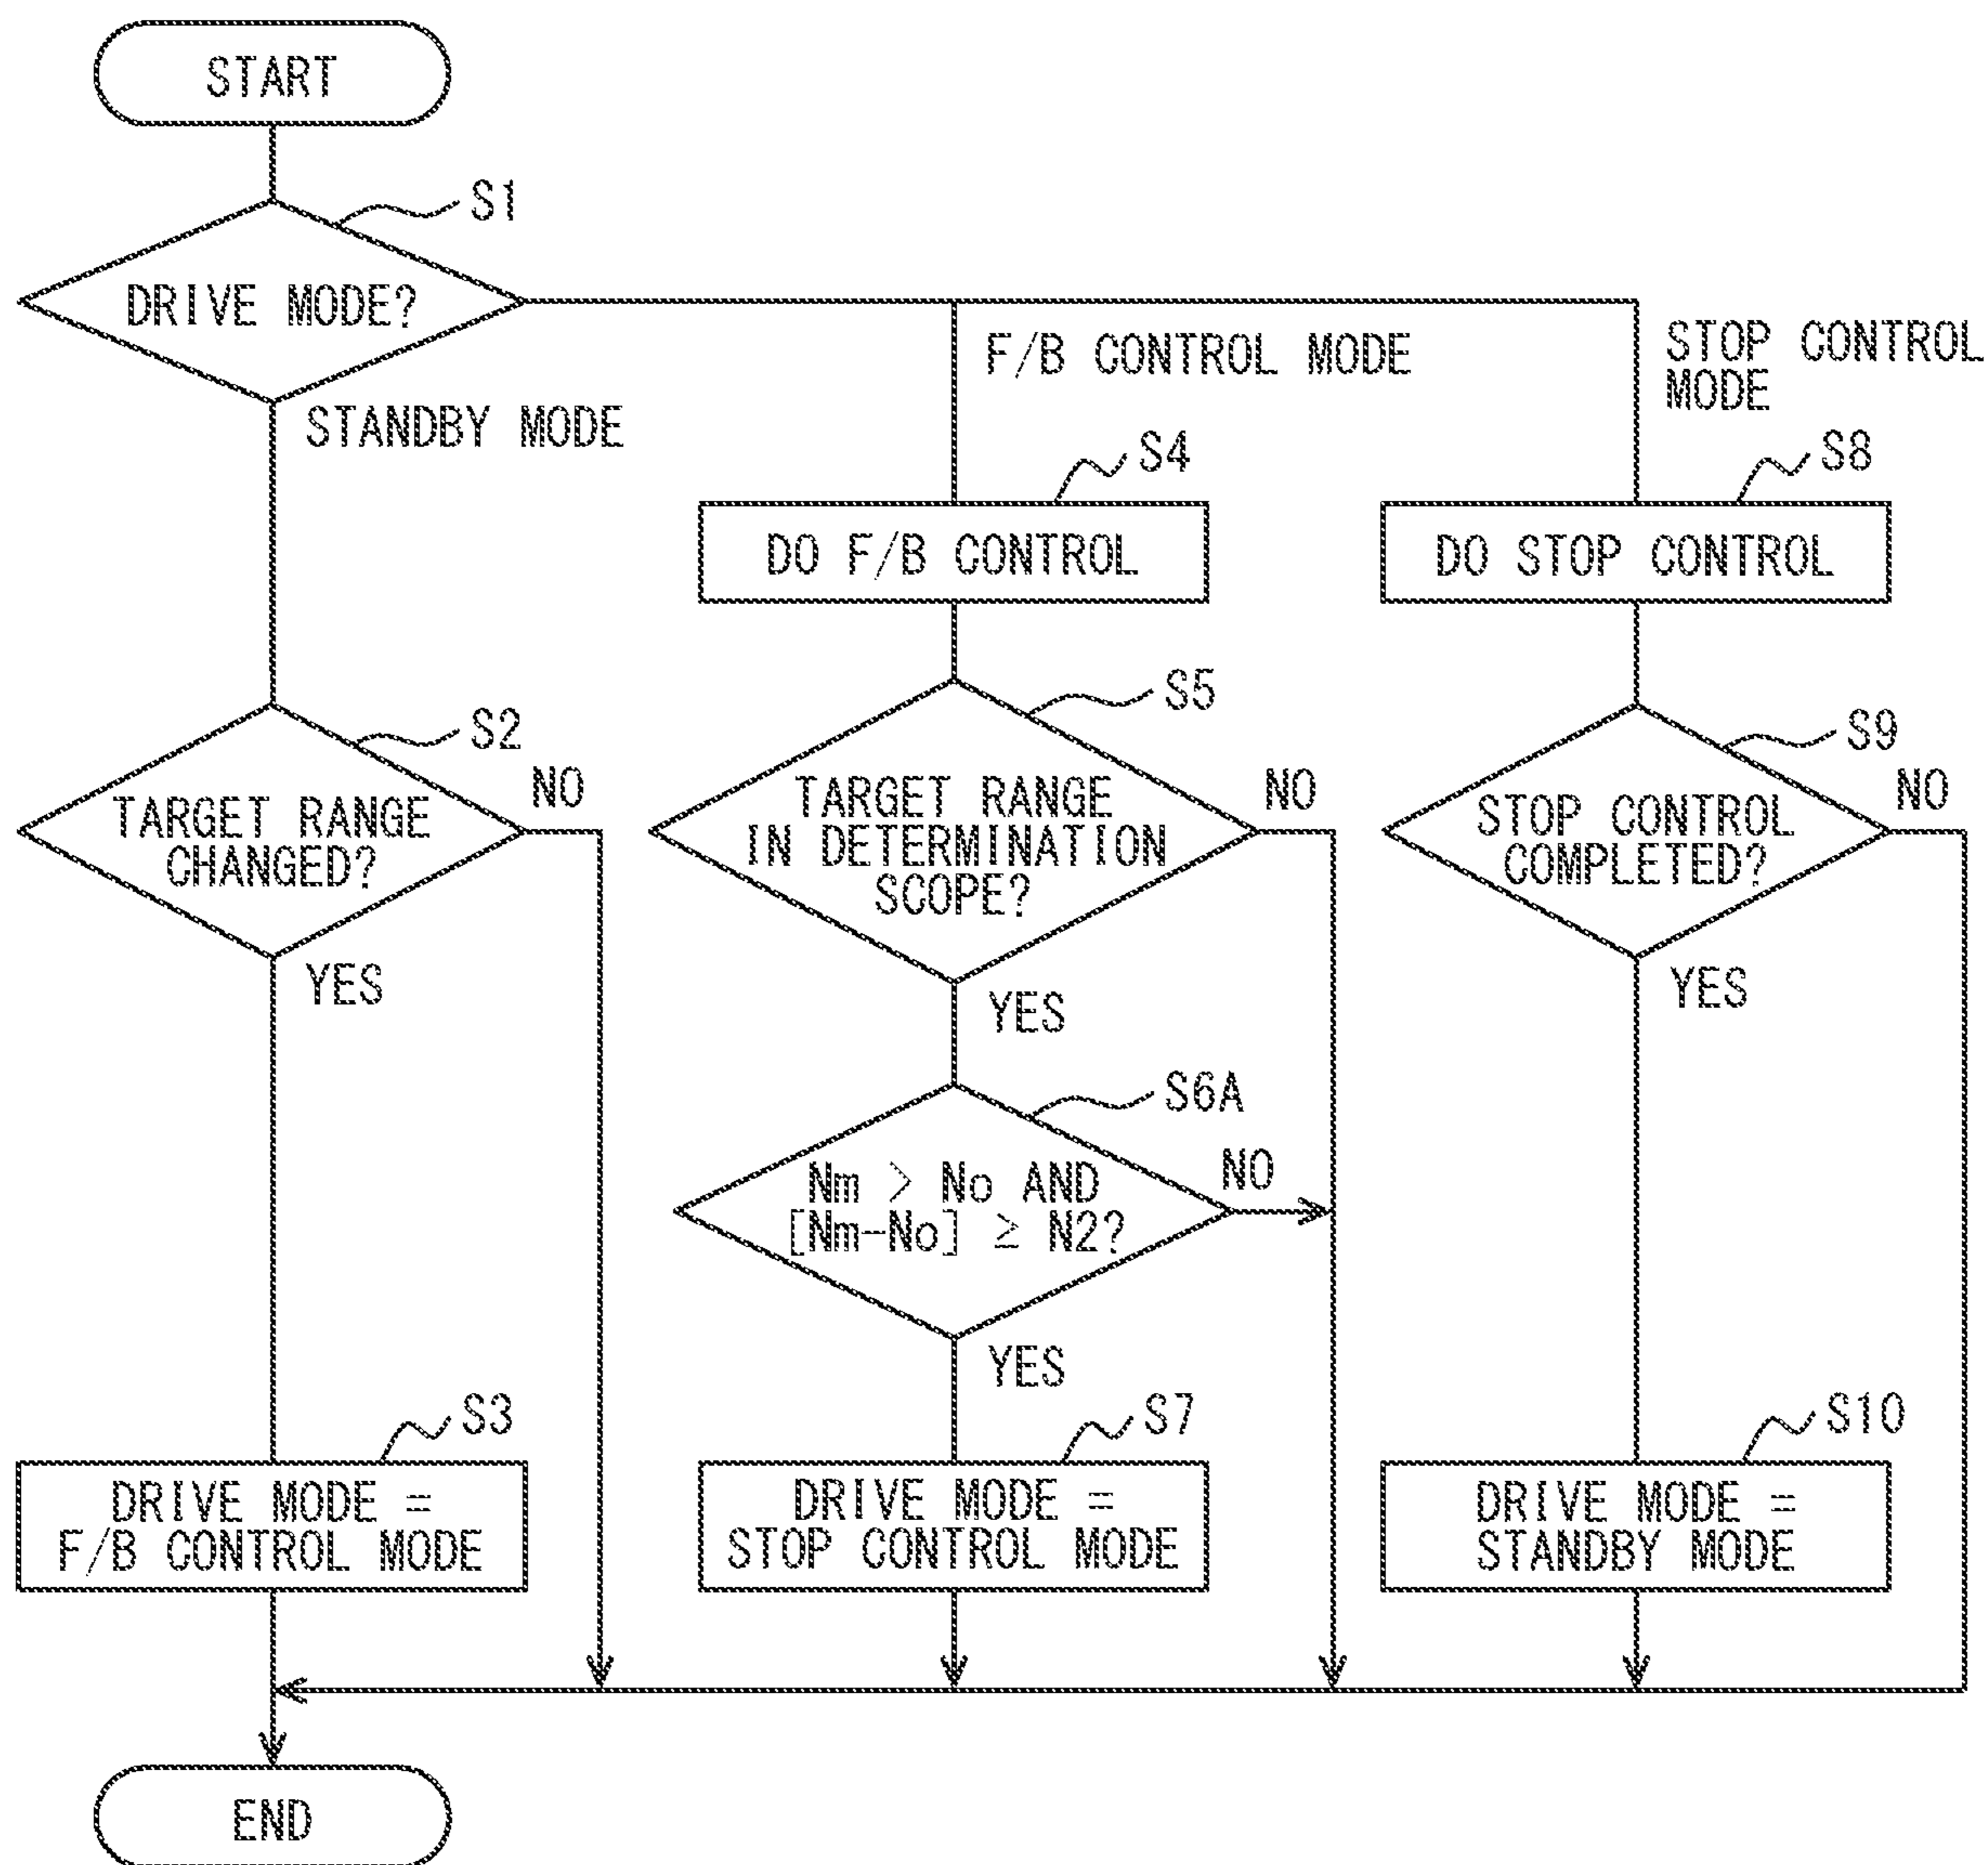 START
S1
DRIVE MODE?
F/B CONTROL MODE
STOP CONTROL
MODE
STANDBY MODE
S4
S8
DO F/B CONTROL
DO STOP CONTROL
S2
S5
S9
TARGET RANGE
CHANGED?
NO
TARGET RANGE
IN DETERMINATION
SCOPE?
NO
STOP CONTROL
COMPLETED?
NO
YES
YES
YES
S6A
Nm > No AND
[Nm-No] ≥ N2?
NO
YES
S3
S7
S10
DRIVE MODE =
F/B CONTROL MODE
DRIVE MODE =
STOP CONTROL MODE
DRIVE MODE =
STANDBY MODE
END